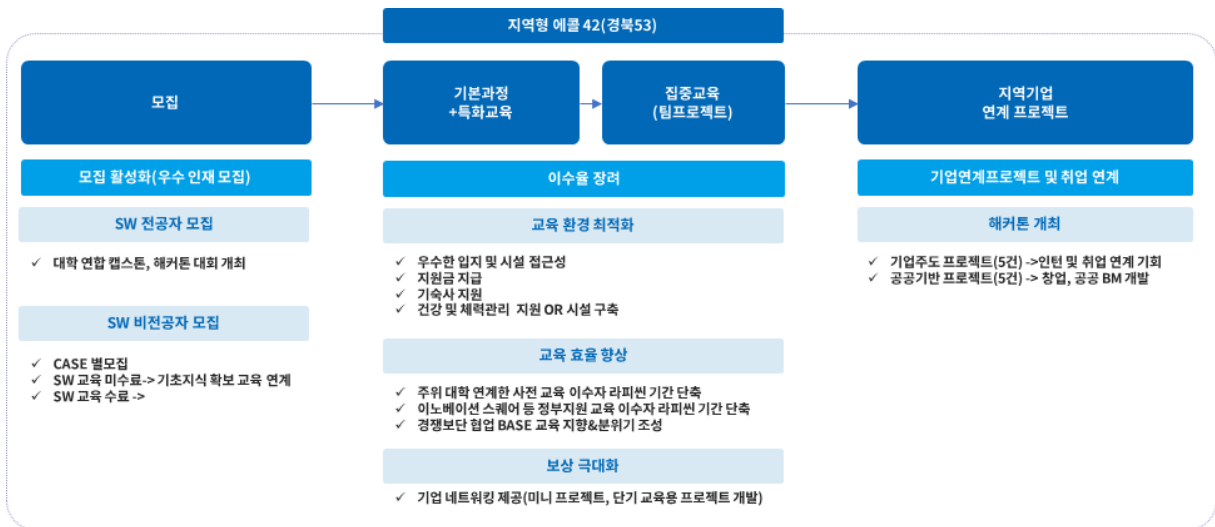 지역형 에콜 42(경북53)
모집
기본과정
+특화교육
집중교육
(팀프로젝트)
지역기업
연계 프로젝트
모집 활성화(우수 인재 모집)
SW 전공자 모집
✓ 대학 연합 캡스톤, 해커톤 대회 개최
SW 비전공자 모집
✓ CASE 별모집
✓ SW 교육 미수료-> 기초지식 확보 교육 연계
✓ SW 교육 수료 ->
이수율 장려
교육 환경 최적화
✓ 우수한 입지 및 시설 접근성
✓ 지원금 지급
✓ 기숙사 지원
✓ 건강 및 체력관리 지원 OR 시설 구축
교육 효율 향상
✓ 주위 대학 연계한 사전 교육 이수자 라피씬 기간 단축
✓ 이노베이션 스퀘어 등 정부지원 교육 이수자 라피씬 기간 단축
✓ 경쟁보단 협업 BASE 교육 지향&분위기 조성
보상 극대화
✓ 기업 네트워킹 제공(미니 프로젝트, 단기 교육용 프로젝트 개발)
기업연계프로젝트 및 취업 연계
해커톤 개최
✓ 기업주도 프로젝트(5건) ->인턴 및 취업 연계 기회
✓ 공공기반 프로젝트(5건) -> 창업, 공공 BM 개발